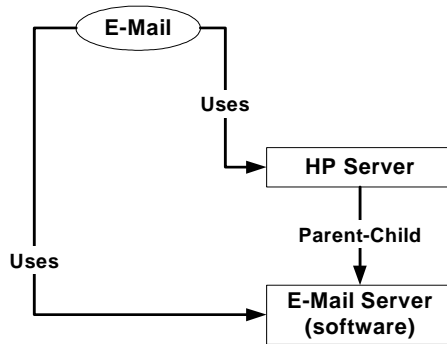 E-Mail
Uses
HP Server
Parent-Child
Uses
E-Mail Server
(software)